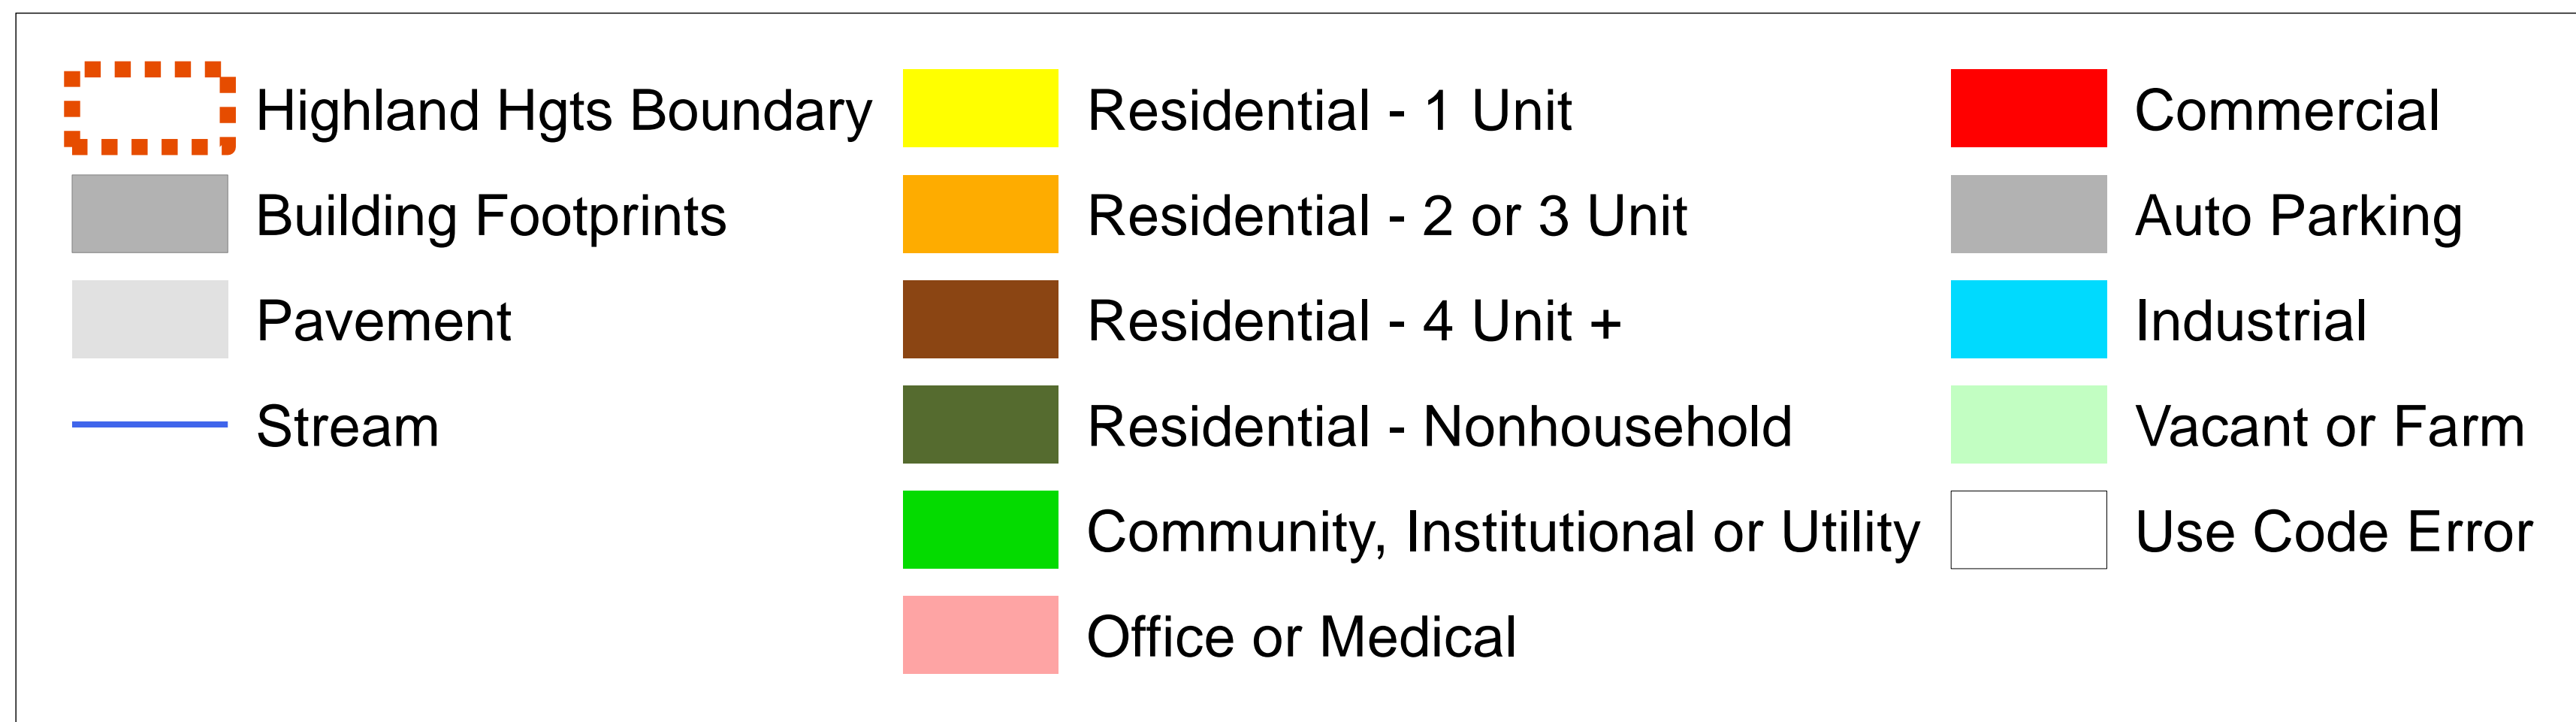 Highland Hgts Boundary
Building Footprints
Pavement
Stream
Residential - 1 Unit
Residential - 2 or 3 Unit
Residential - 4 Unit +
Residential - Nonhousehold
Community, Institutional or Utility
Office or Medical
Commercial
Auto Parking
Industrial
Vacant or Farm
Use Code Error